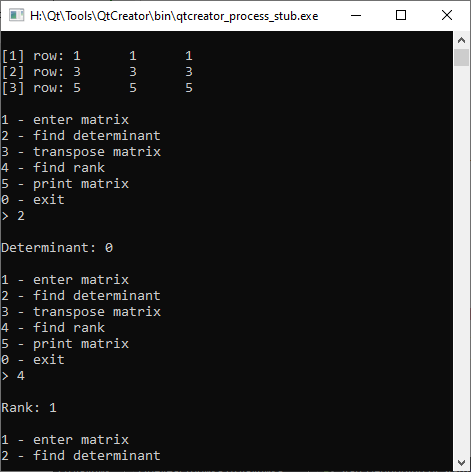 H:\Qt\Tools\QtCreator\bin\qtcreator_process_stub.exe
[1] row: 1 1 1
[2] row: 3 3 3
[3] row: 5 5 5
1 - enter matrix
2 - find determinant
3 - transpose matrix
4 - find rank
5 - print matrix
0 - exit
> 2
Determinant: 0
1 - enter matrix
2 - find determinant
3 - transpose matrix
4 - find rank
5 - print matrix
0 - exit
> 4
Rank: 1
1 - enter matrix
2 - find determinant